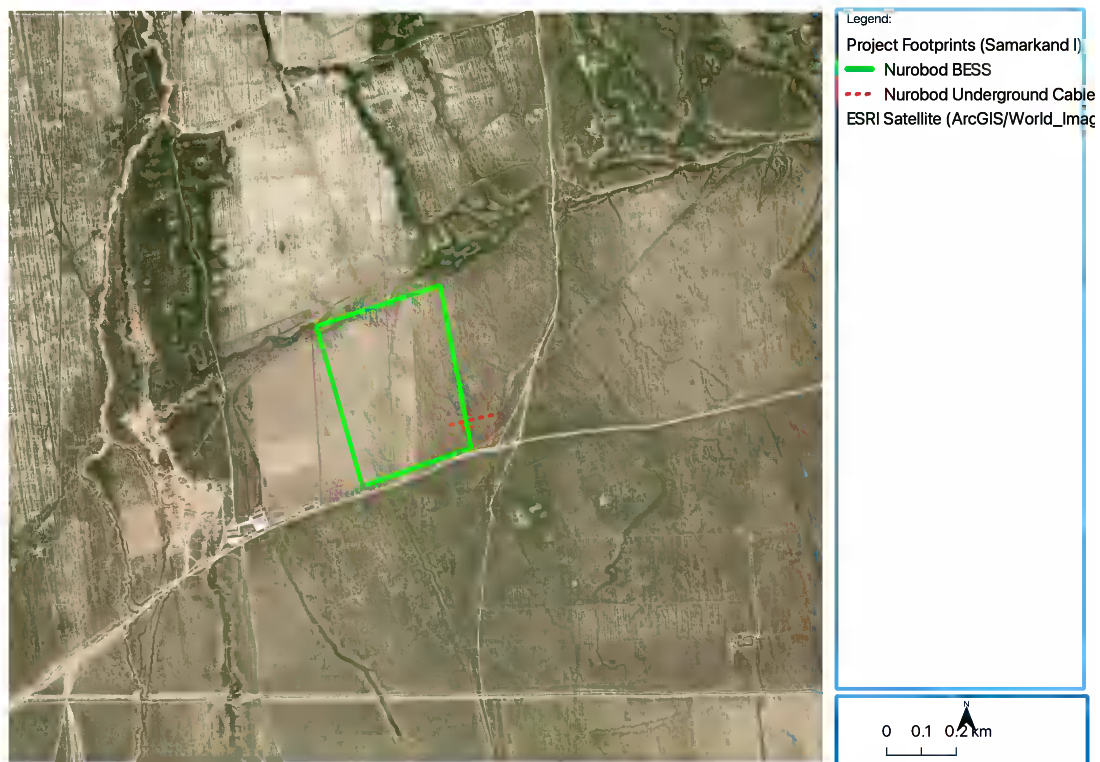 Legend:
Project Footprints (Samarkand I)
Nurobod BESS
Nurobod Underground Cable
ESRI Satellite (ArcGIS/World_Imag
N
0 0.1 0.2 km